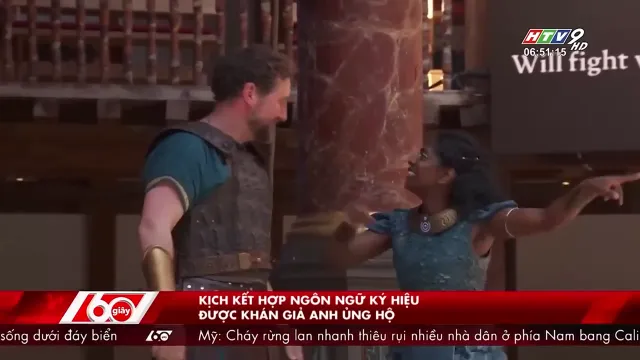 HTV9 HD
06:51:15
Will fight w
60 giây
KỊCH KẾT HỢP NGÔN NGỮ KÝ HIỆU
ĐƯỢC KHÁN GIẢ ANH ỦNG HỘ
sống dưới đáy biển 60 giây Mỹ: Cháy rừng lan nhanh thiêu rụi nhiều nhà dân ở phía Nam bang Cali